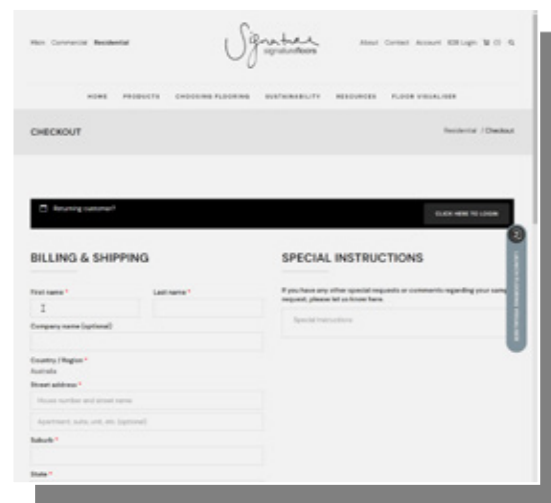 Main Commercial Residential
Signature
signaturefloors
About Contact Account B2B Login
HOME PRODUCTS CHOOSING FLOORING SUSTAINABILITY RESOURCES FLOOR VISUALISER
CHECKOUT
Residential / Checkout
Returning customer?
CLICK HERE TO LOGIN
BILLING & SHIPPING
SPECIAL INSTRUCTIONS
First name *
Last name *
If you have any other special requests or comments regarding your samp
request, please let us know here.
Special Instructions
Company name (optional)
Country / Region *
Australia
Street address *
House number and street name
Apartment, suite, unit, etc. (optional)
Suburb *
State *